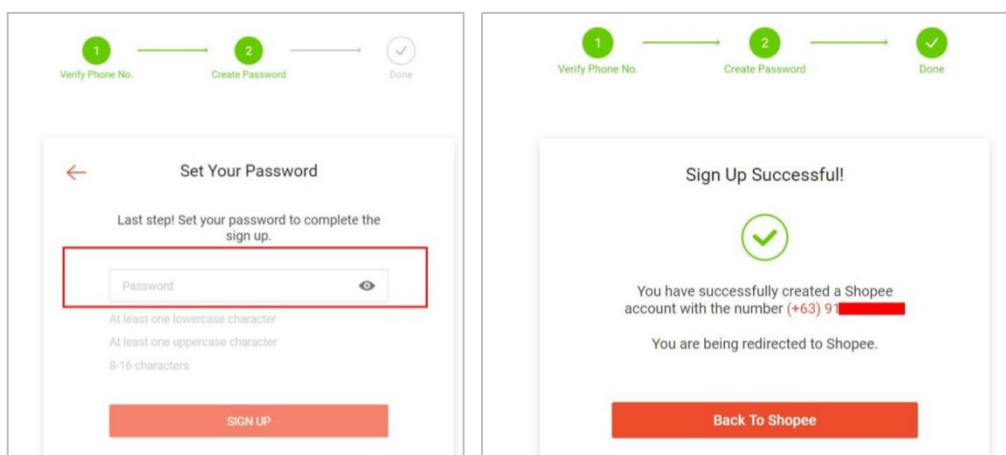 1
2
Verify Phone No.
Create Password
Done
Set Your Password
Last step! Set your password to complete the
sign up.
Password
At least one lowercase character
At least one uppercase character
8-16 characters
SIGN UP
1
2
Verify Phone No.
Create Password
Done
Sign Up Successful!
You have successfully created a Shopee
account with the number (+63) 91
You are being redirected to Shopee.
Back To Shopee